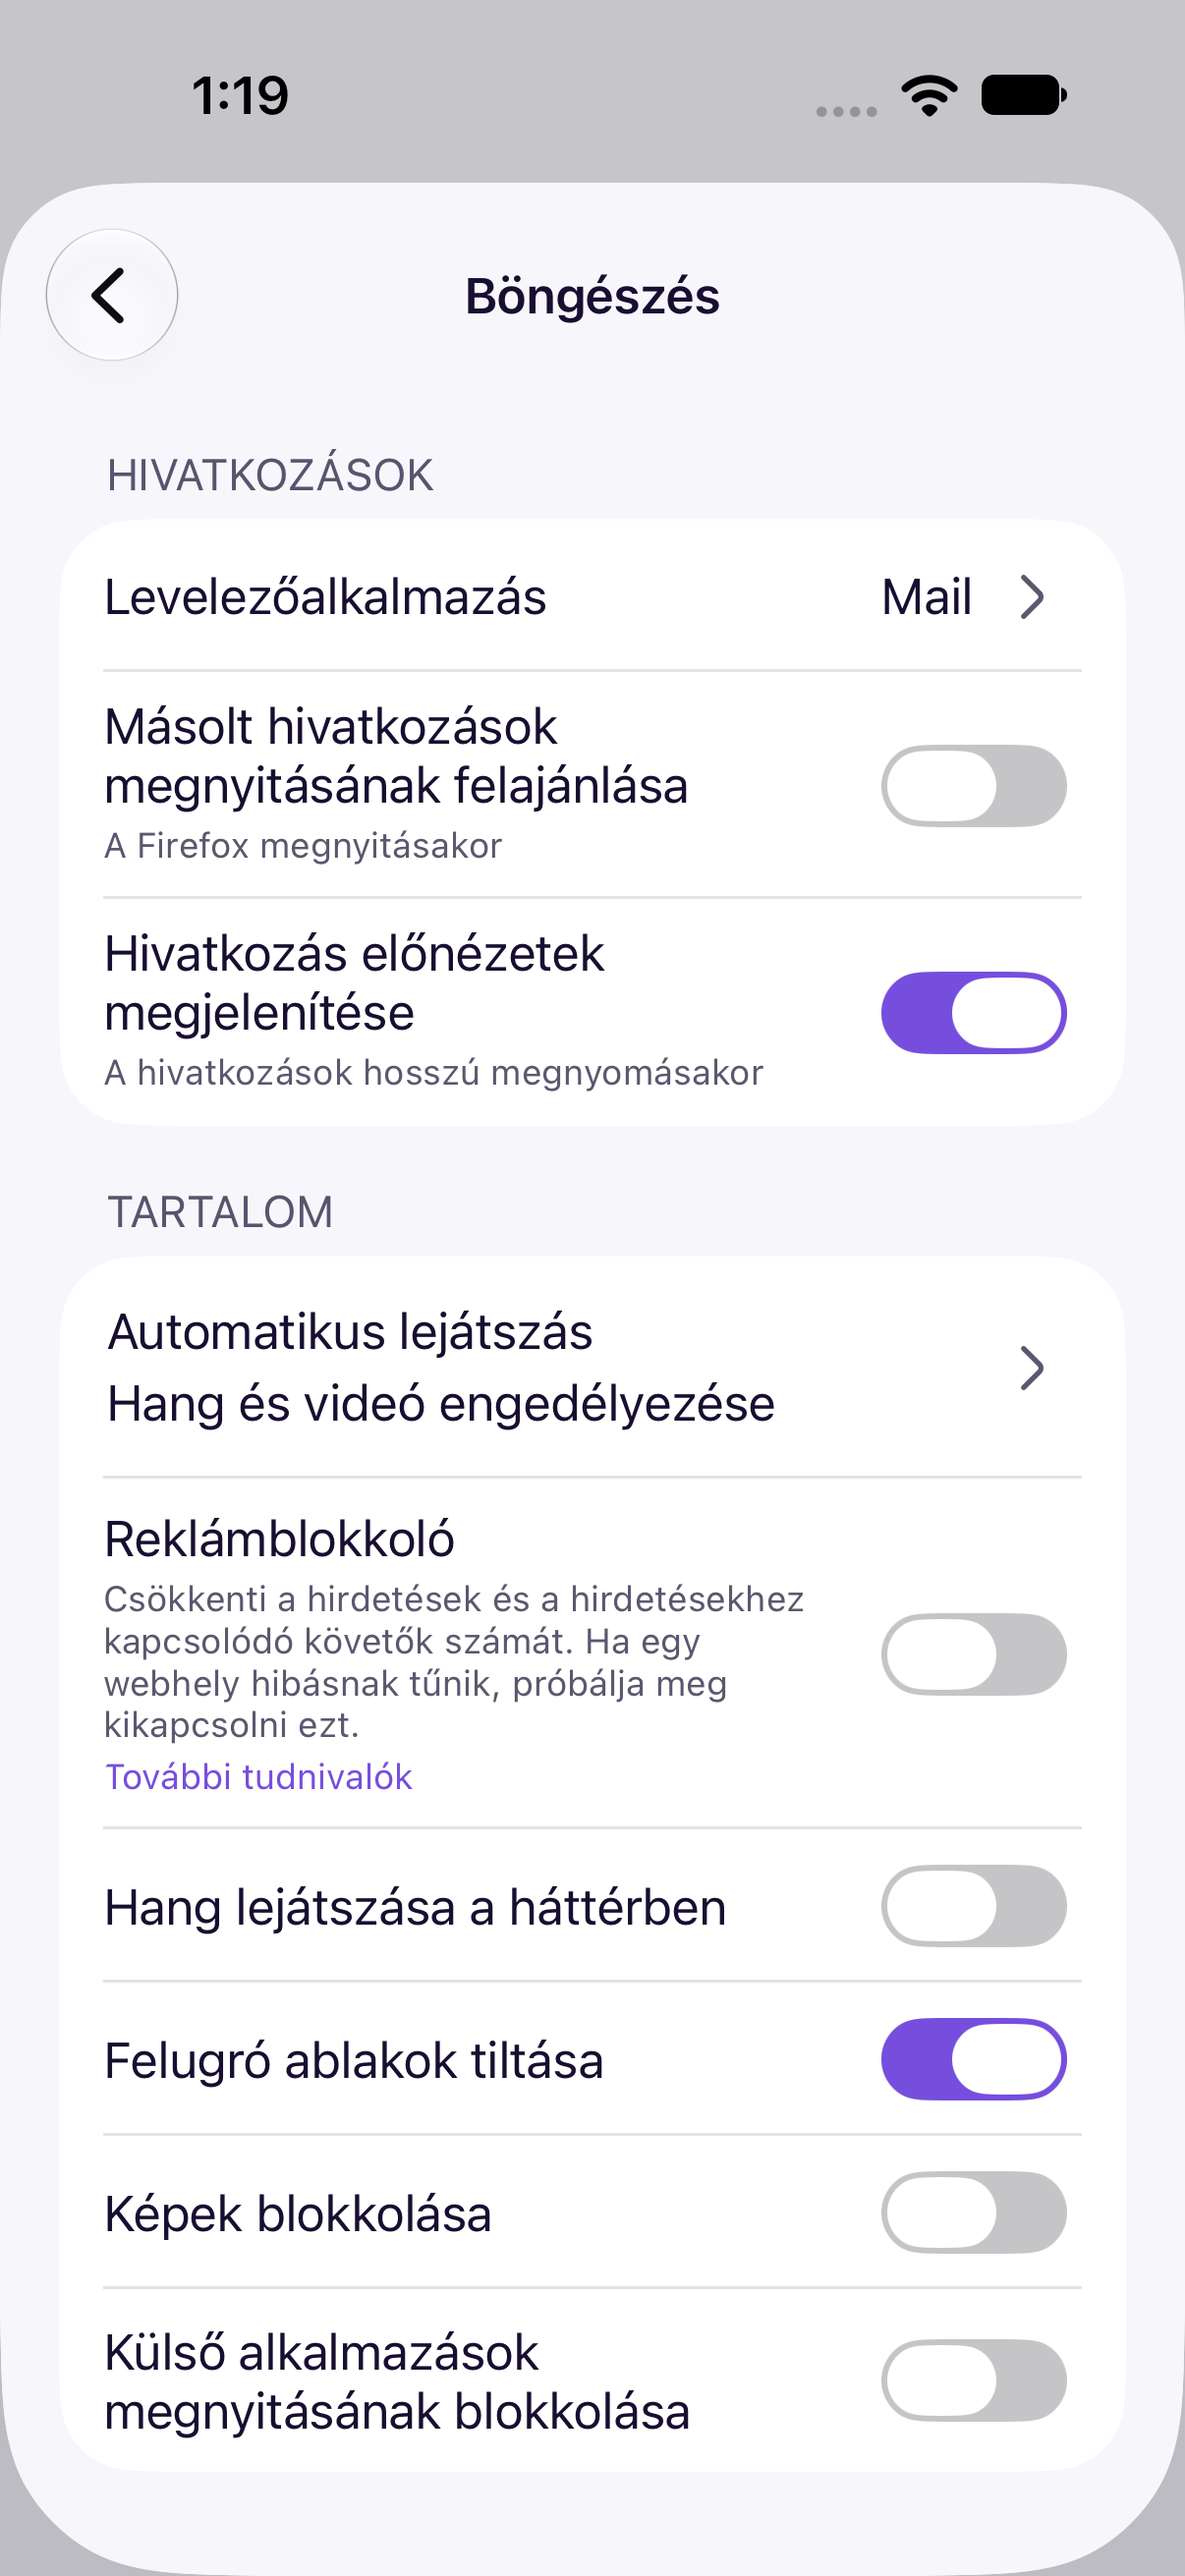 1:19
Böngészés
HIVATKOZÁSOK
Levelezőalkalmazás
Mail
Másolt hivatkozások
megnyitásának felajánlása
A Firefox megnyitásakor
Hivatkozás előnézetek
megjelenítése
A hivatkozások hosszú megnyomásakor
TARTALOM
Automatikus lejátszás
Hang és videó engedélyezése
Reklámblokkoló
Csökkenti a hirdetések és a hirdetésekhez
kapcsolódó követők számát. Ha egy
webhely hibásnak tűnik, próbálja meg
kikapcsolni ezt.
További tudnivalók
Hang lejátszása a háttérben
Felugró ablakok tiltása
Képek blokkolása
Külső alkalmazások
megnyitásának blokkolása